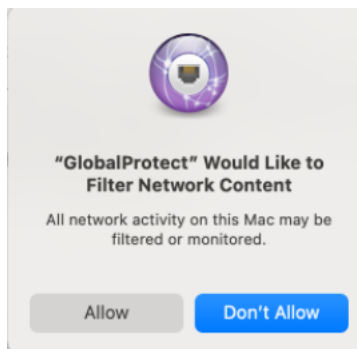 “GlobalProtect” Would Like to
Filter Network Content
All network activity on this Mac may be
filtered or monitored.
Allow
Don’t Allow